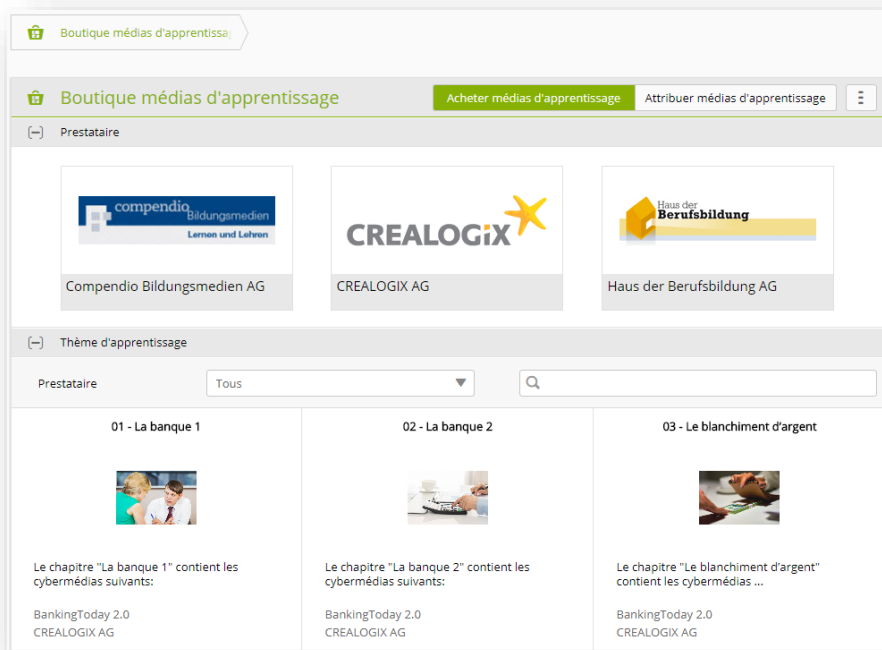 Boutique médias d'apprentissa
Boutique médias d'apprentissage
Acheter médias d'apprentissage
Attribuer médias d'apprentissage
Prestataire
compendio
Bildungsmedien
Lernen und Lehren
CREALOGIX
Haus der
Berufsbildung
Compendio Bildungsmedien AG
CREALOGIX AG
Haus der Berufsbildung AG
Thème d'apprentissage
Prestataire
Tous
01 - La banque 1
02 - La banque 2
03 - Le blanchiment d’argent
Le chapitre "La banque 1" contient les
cybermédias suivants:
BankingToday 2.0
CREALOGIX AG
Le chapitre "La banque 2" contient les
cybermédias suivants:
BankingToday 2.0
CREALOGIX AG
Le chapitre "Le blanchiment d’argent"
contient les cybermédias ...
BankingToday 2.0
CREALOGIX AG